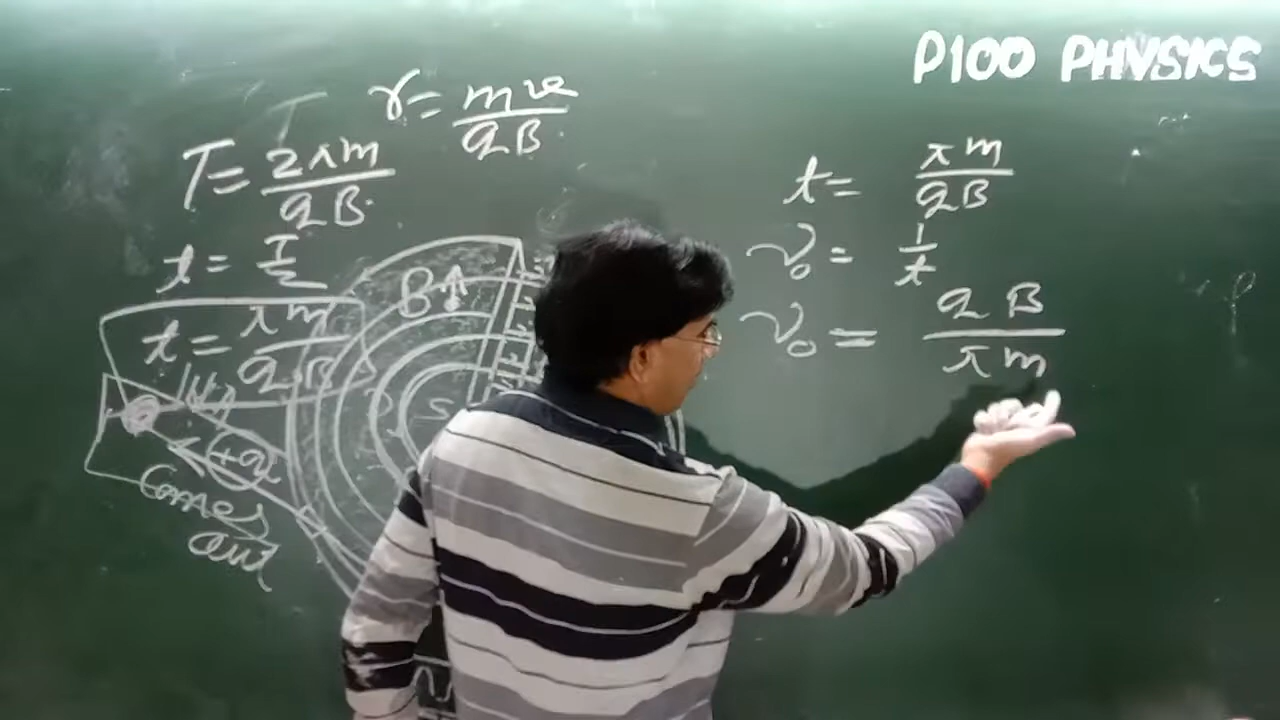 P100 PHYSICS
r = mv/qB
T = 2πm/qB
t = T/2
t = πm/qB
B
S
+q
Comes
out
t = πm/qB
ν₀ = 1/t
ν₀ = qB/πm